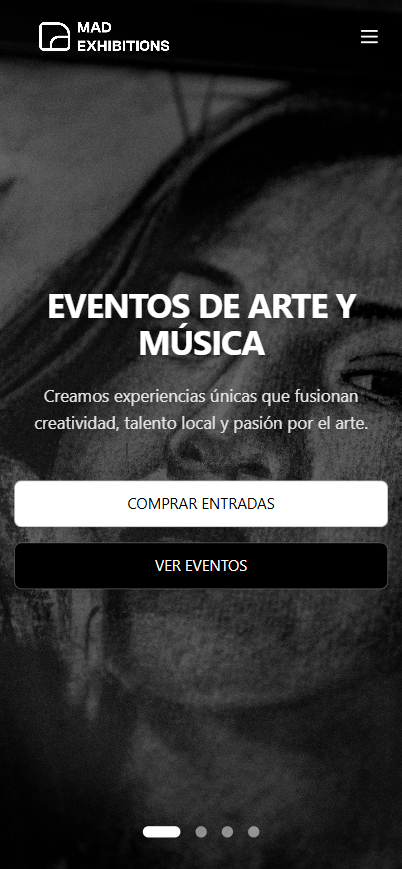 MAD
EXHIBITIONS
EVENTOS DE ARTE Y
MÚSICA
Creamos experiencias únicas que fusionan
creatividad, talento local y pasión por el arte.
COMPRAR ENTRADAS
VER EVENTOS